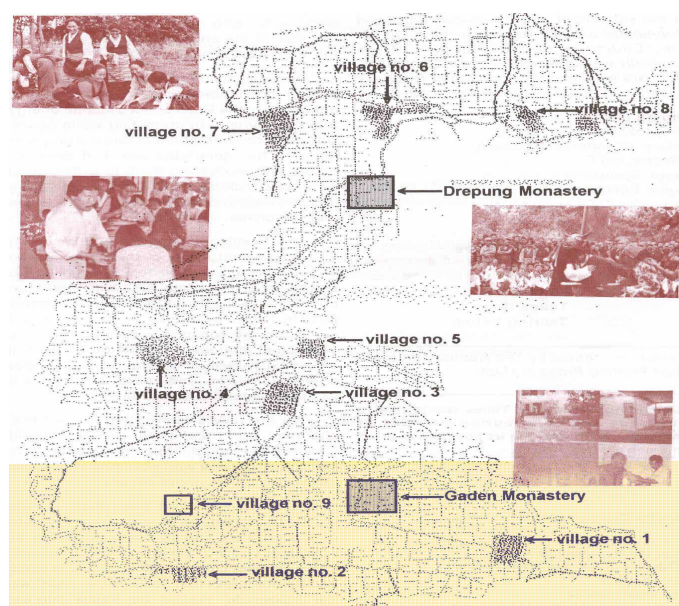 village no. 6
village no. 8
village no. 7
Drepung Monastery
village no. 5
village no. 4
village no. 3
village no. 9
Gaden Monastery
village no. 1
village no. 2